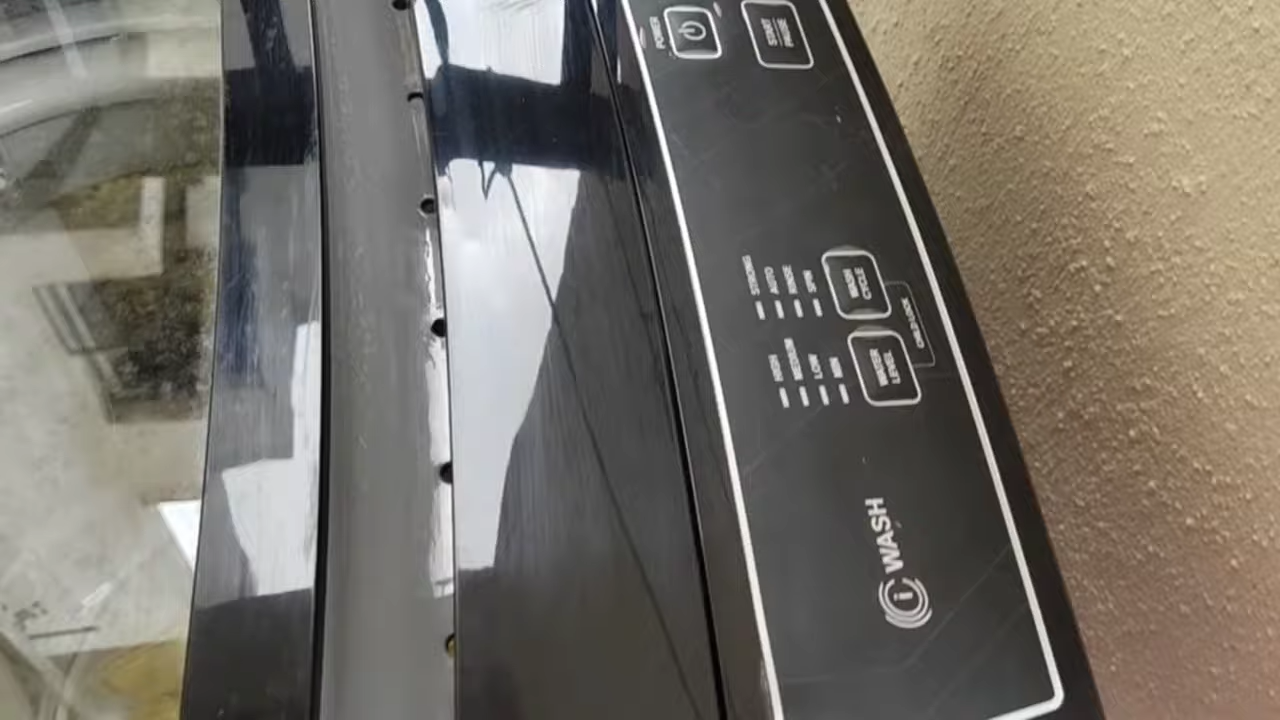 POWER
START
PAUSE
STRONG
AUTO
RINSE
SPIN
WASH
CYCLE
HIGH
MEDIUM
LOW
MIN
WATER
LEVEL
CHILD LOCK
i WASH